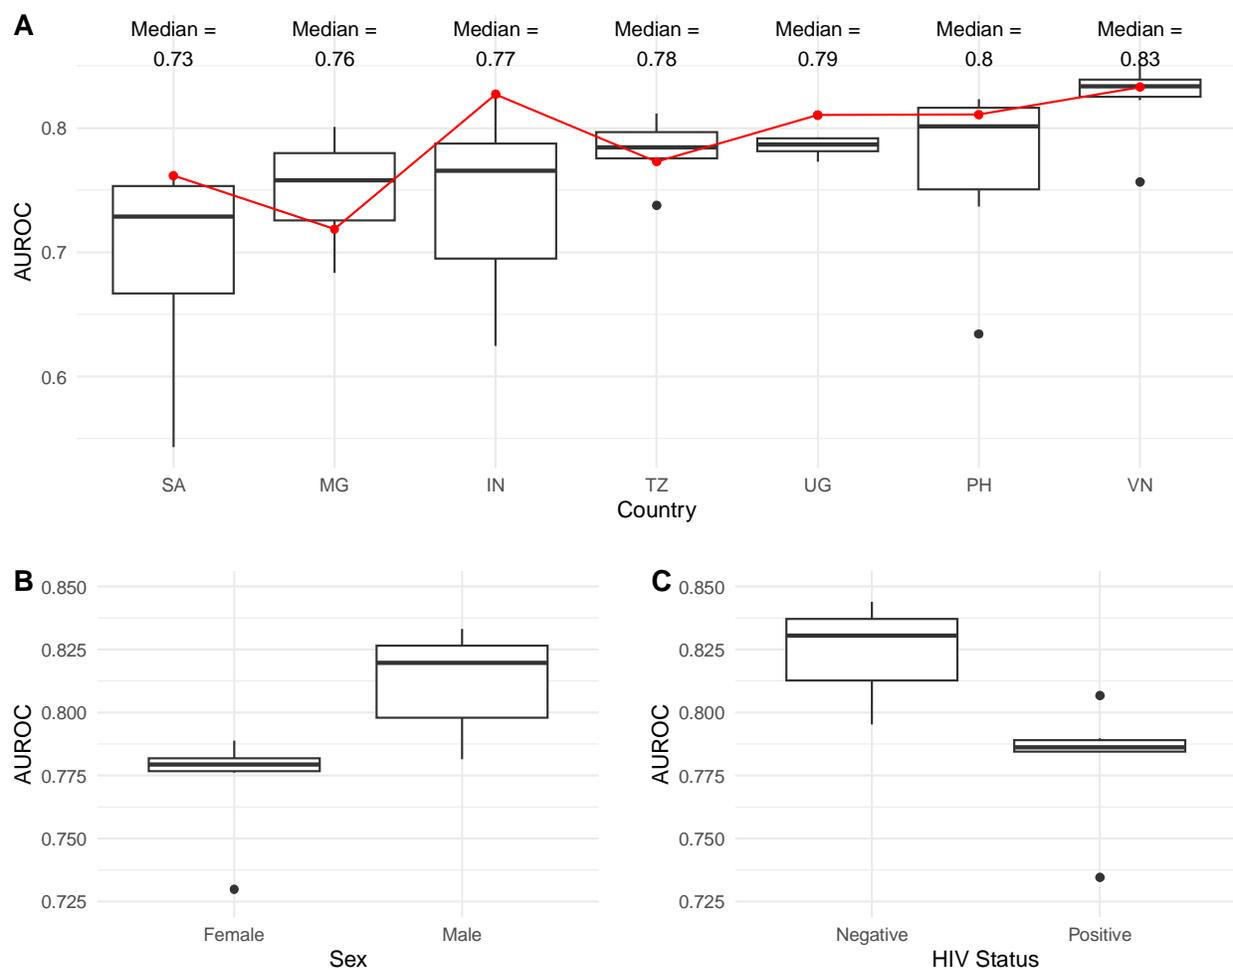 A
Median = Median = Median = Median = Median = Median = Median =
0.73 0.76 0.77 0.78 0.79 0.8 0.83
0.8
0.7
0.6
AUROC
SA MG IN TZ UG PH VN
Country
B
0.850
0.825
0.800
0.775
0.750
0.725
AUROC
Female Male
Sex
C
0.850
0.825
0.800
0.775
0.750
0.725
AUROC
Negative Positive
HIV Status